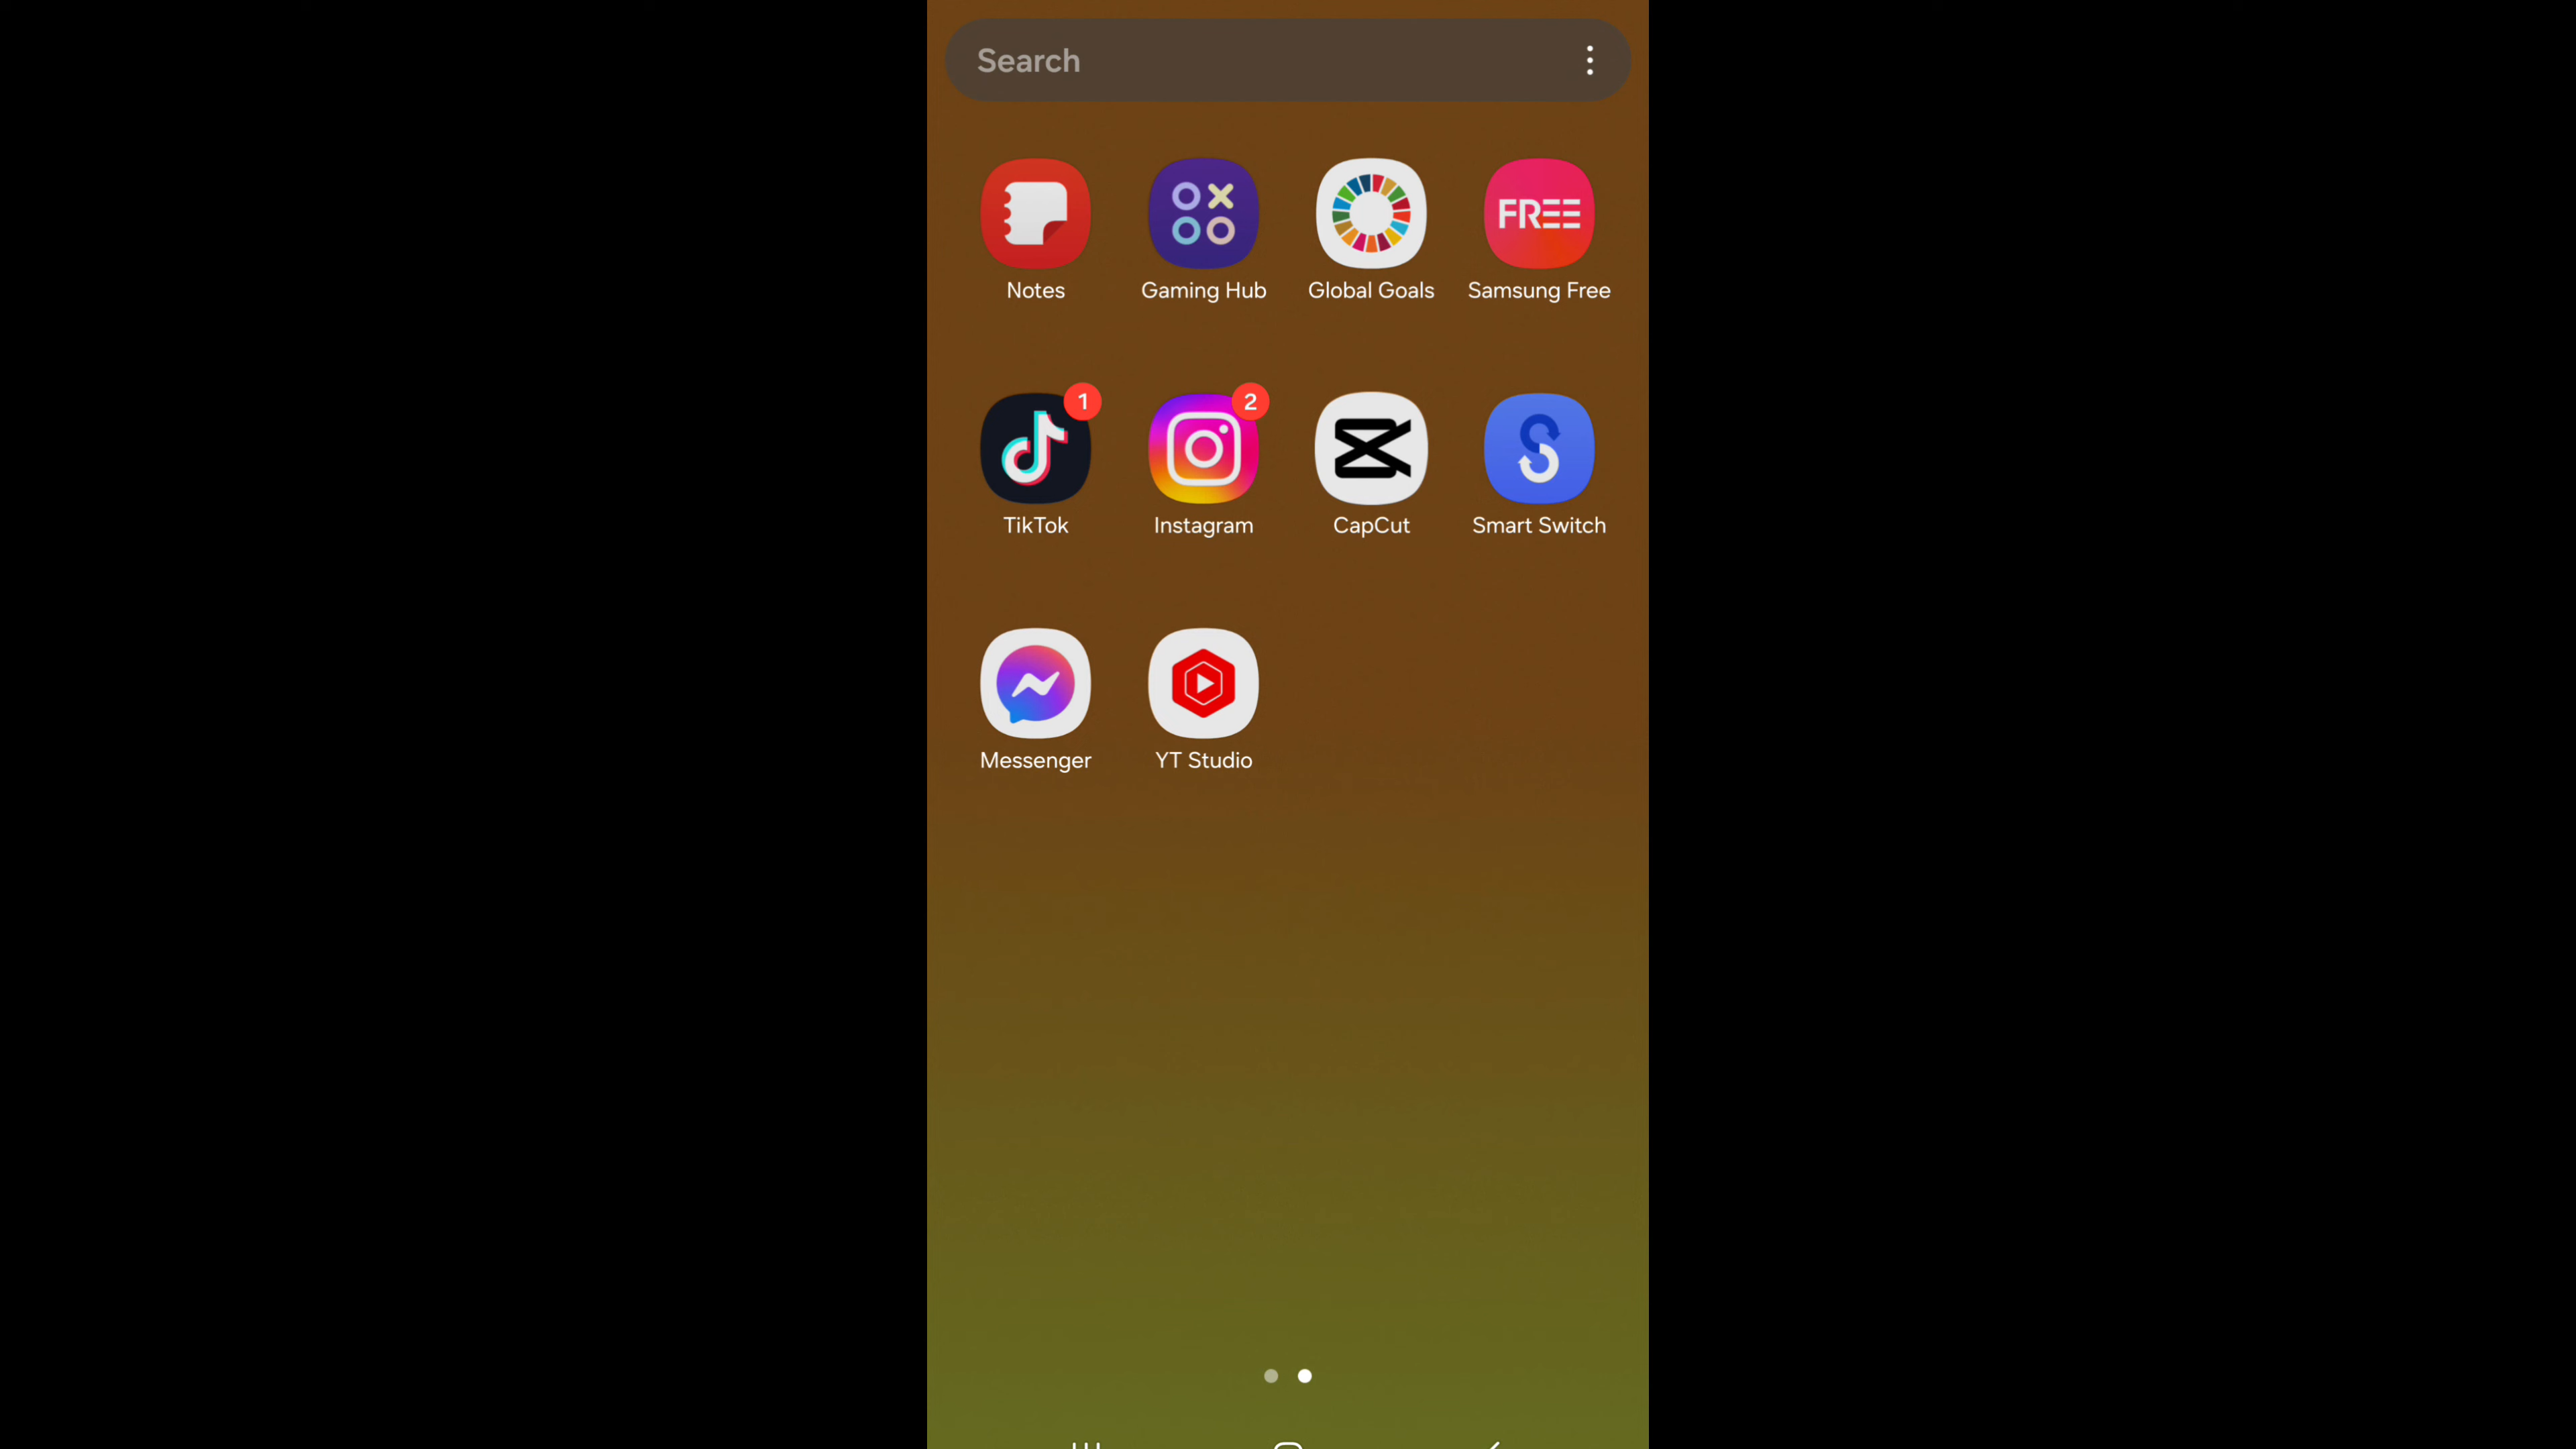 Search
FREE
Notes Gaming Hub Global Goals Samsung Free
1 2
TikTok Instagram CapCut Smart Switch
Messenger YT Studio